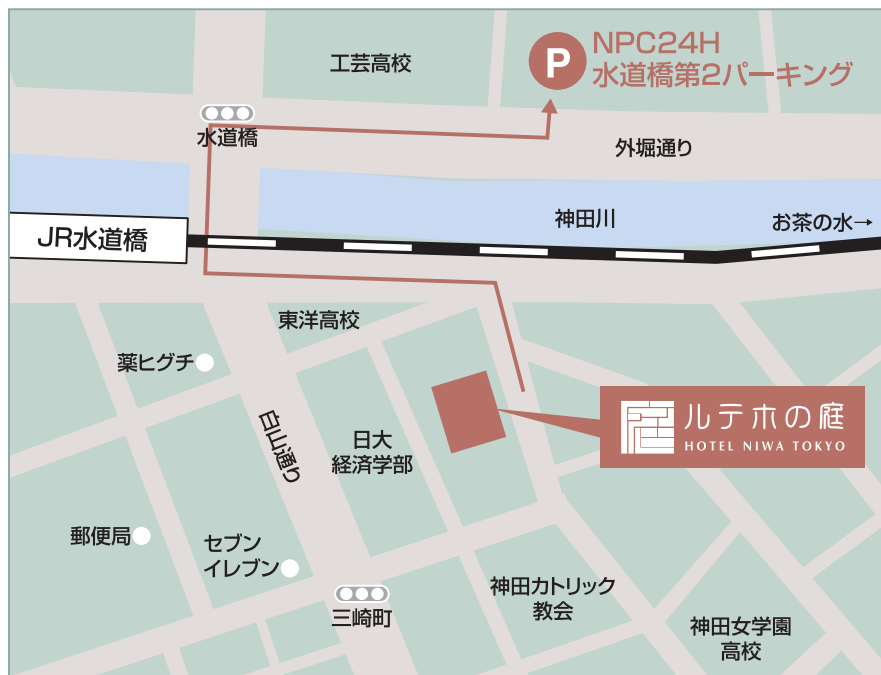 工芸高校
P
NPC24H
水道橋第2パーキング
水道橋
外堀通り
神田川
お茶の水→
JR水道橋
東洋高校
薬ヒグチ
白山通り
日大
経済学部
ルテホの庭
HOTEL NIWA TOKYO
郵便局
セブン
イレブン
三崎町
神田カトリック
教会
神田女学園
高校